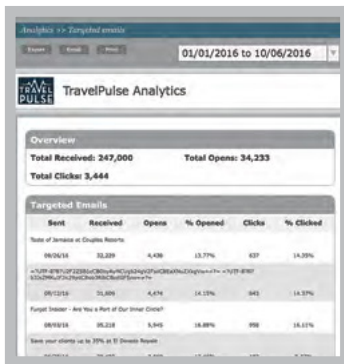 Analytics >> Targeted emails
Export Email Print
01/01/2016 to 10/06/2016
TRAVEL PULSE
TravelPulse Analytics
Overview
Total Received: 247,000 Total Opens: 34,233
Total Clicks: 3,444
Targeted Emails
Sent Received Opens % Opened Clicks % Clicked
Taste of Jamaica at Couples Resorts
09/26/16 32,209 4,436 13.77% 637 14.35%
09/12/16 31,609 4,474 14.15% 643 14.37%
Forget Insider - Are You a Part of Our Inner Circle?
09/03/16 35,218 5,945 16.88% 958 16.11%
Save your clients up to 35% at El Dorado Royale